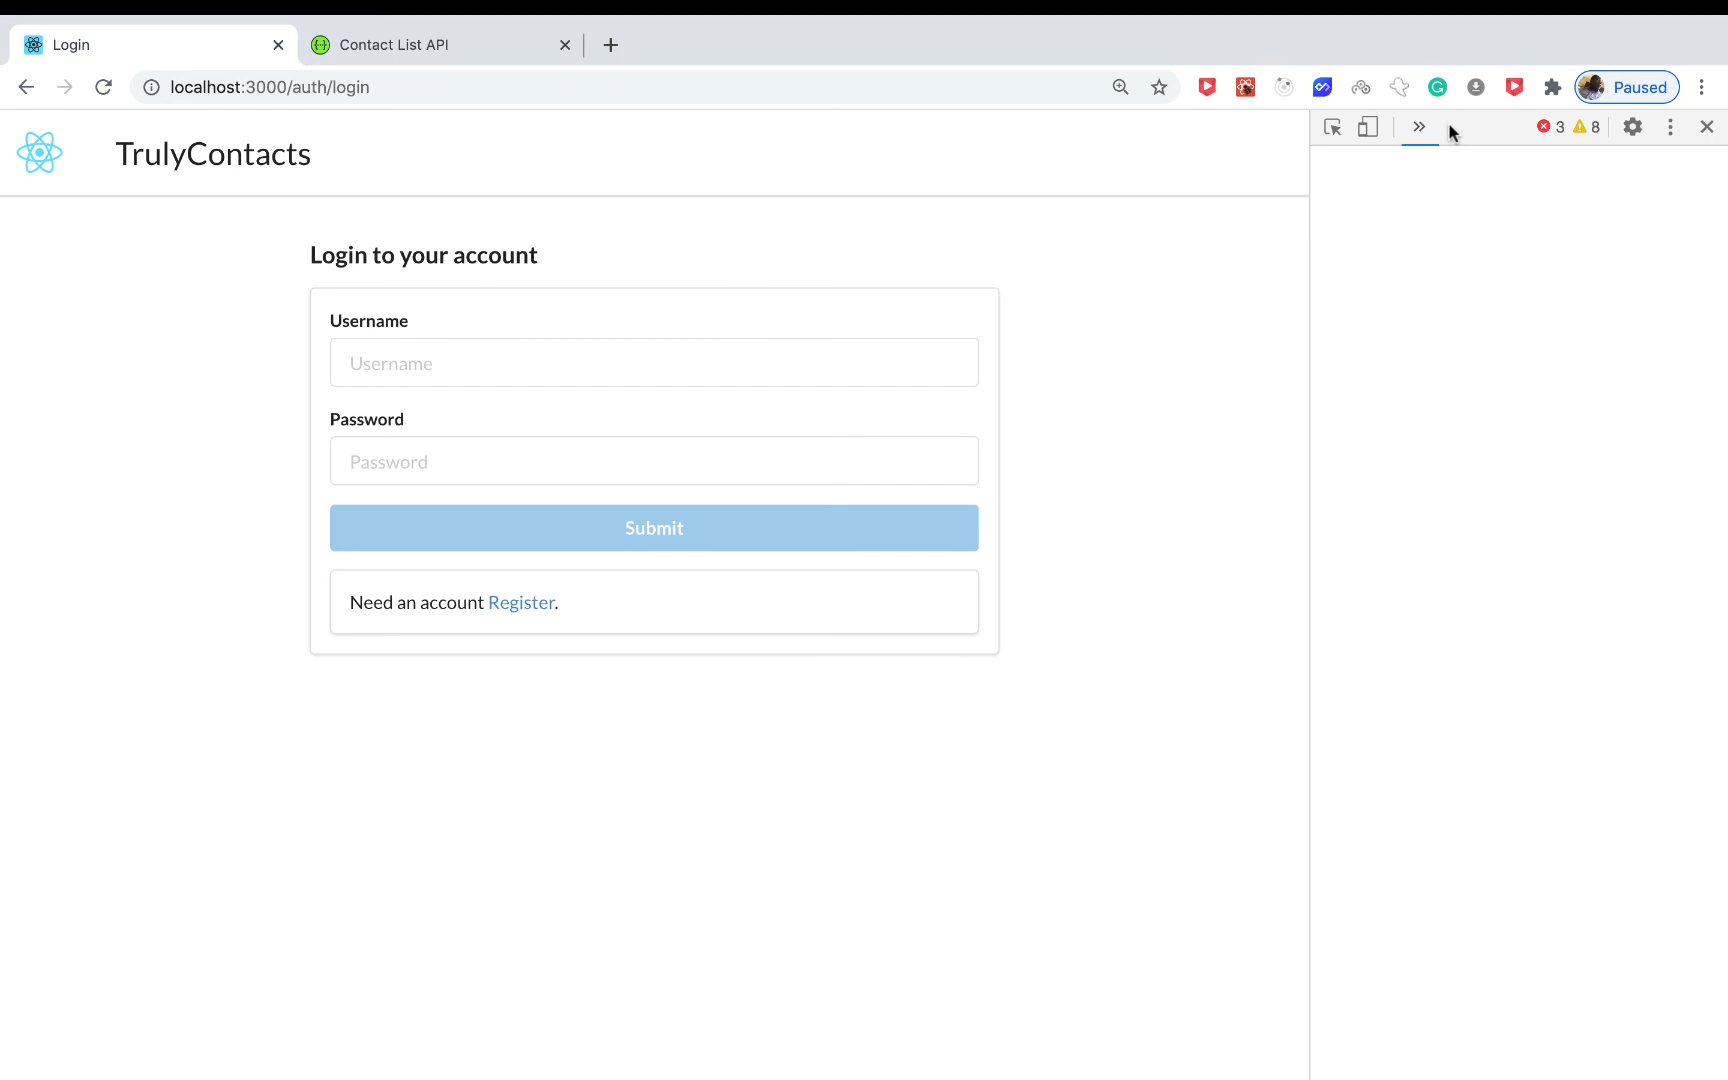 Login
Contact List API
localhost:3000/auth/login
Paused
3
8
TrulyContacts
Login to your account
Username
Username
Password
Password
Submit
Need an account Register.